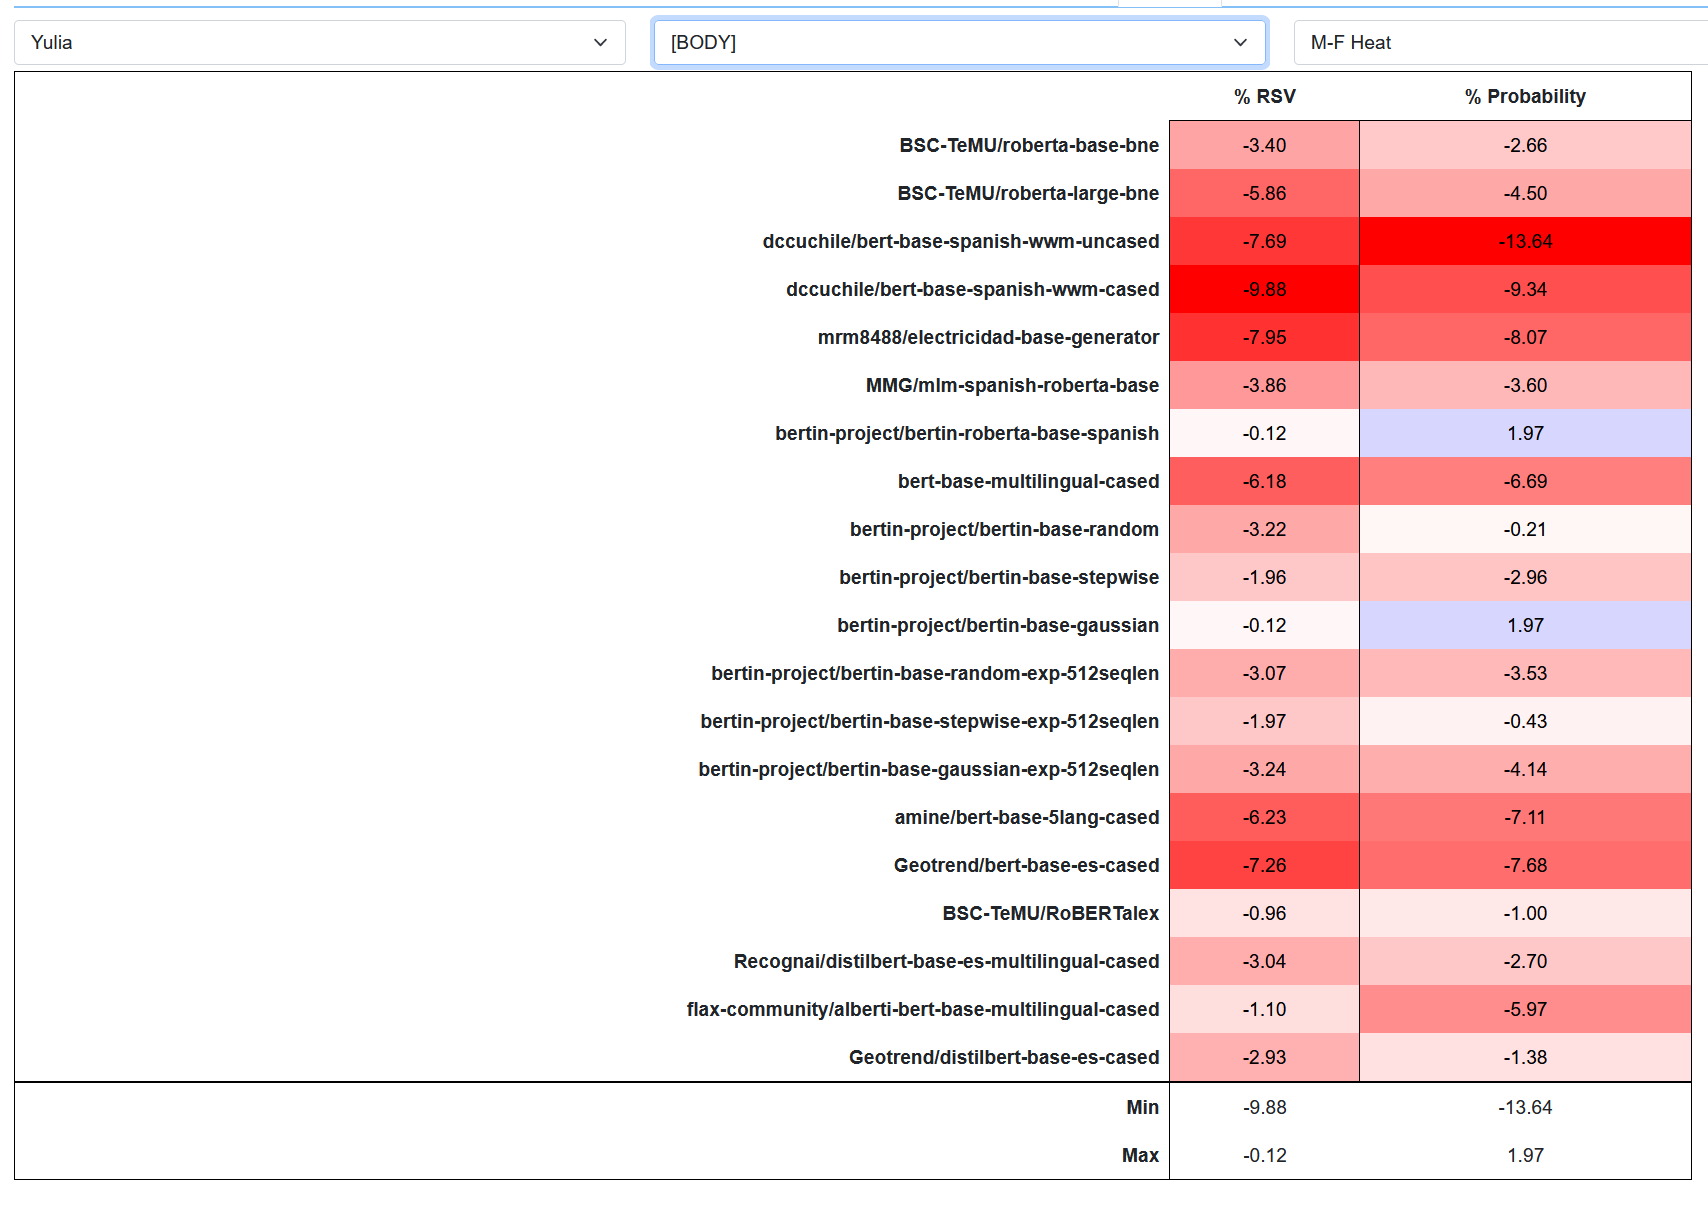 Yulia [BODY] M-F Heat
% RSV % Probability
BSC-TeMU/roberta-base-bne -3.40 -2.66
BSC-TeMU/roberta-large-bne -5.86 -4.50
dccuchile/bert-base-spanish-wwm-uncased -7.69 -13.64
dccuchile/bert-base-spanish-wwm-cased -9.88 -9.34
mrm8488/electricidad-base-generator -7.95 -8.07
MMG/mlm-spanish-roberta-base -3.86 -3.60
bertin-project/bertin-roberta-base-spanish -0.12 1.97
bert-base-multilingual-cased -6.18 -6.69
bertin-project/bertin-base-random -3.22 -0.21
bertin-project/bertin-base-stepwise -1.96 -2.96
bertin-project/bertin-base-gaussian -0.12 1.97
bertin-project/bertin-base-random-exp-512seqlen -3.07 -3.53
bertin-project/bertin-base-stepwise-exp-512seqlen -1.97 -0.43
bertin-project/bertin-base-gaussian-exp-512seqlen -3.24 -4.14
amine/bert-base-5lang-cased -6.23 -7.11
Geotrend/bert-base-es-cased -7.26 -7.68
BSC-TeMU/RoBERTalex -0.96 -1.00
Recognai/distilbert-base-es-multilingual-cased -3.04 -2.70
flax-community/alberti-bert-base-multilingual-cased -1.10 -5.97
Geotrend/distilbert-base-es-cased -2.93 -1.38
Min -9.88 -13.64
Max -0.12 1.97